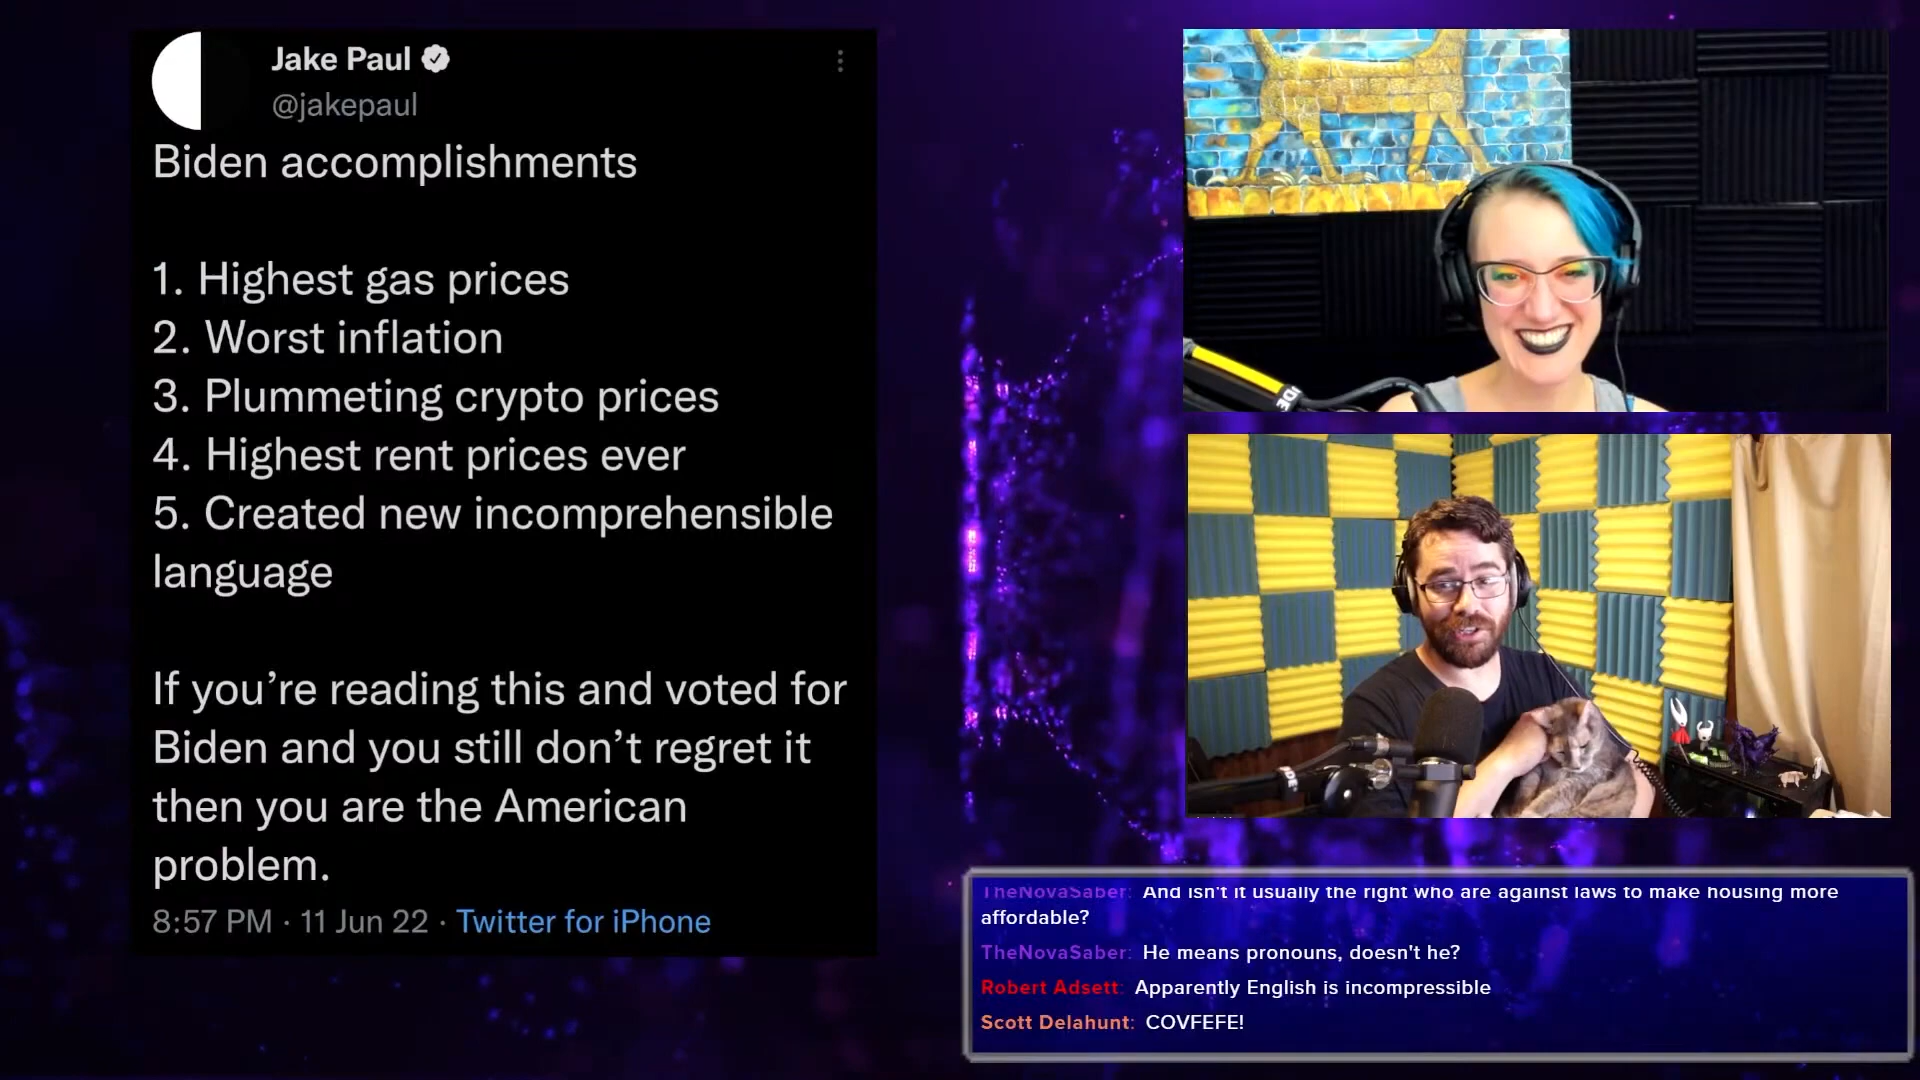 Jake Paul
@jakepaul
Biden accomplishments
1. Highest gas prices
2. Worst inflation
3. Plummeting crypto prices
4. Highest rent prices ever
5. Created new incomprehensible
language
If you’re reading this and voted for
Biden and you still don’t regret it
then you are the American
problem.
8:57 PM · 11 Jun 22 · Twitter for iPhone
TheNovaSaber: And isn't it usually the right who are against laws to make housing more
affordable?
TheNovaSaber: He means pronouns, doesn't he?
Robert Adsett: Apparently English is incompressible
Scott Delahunt: COVFEFE!